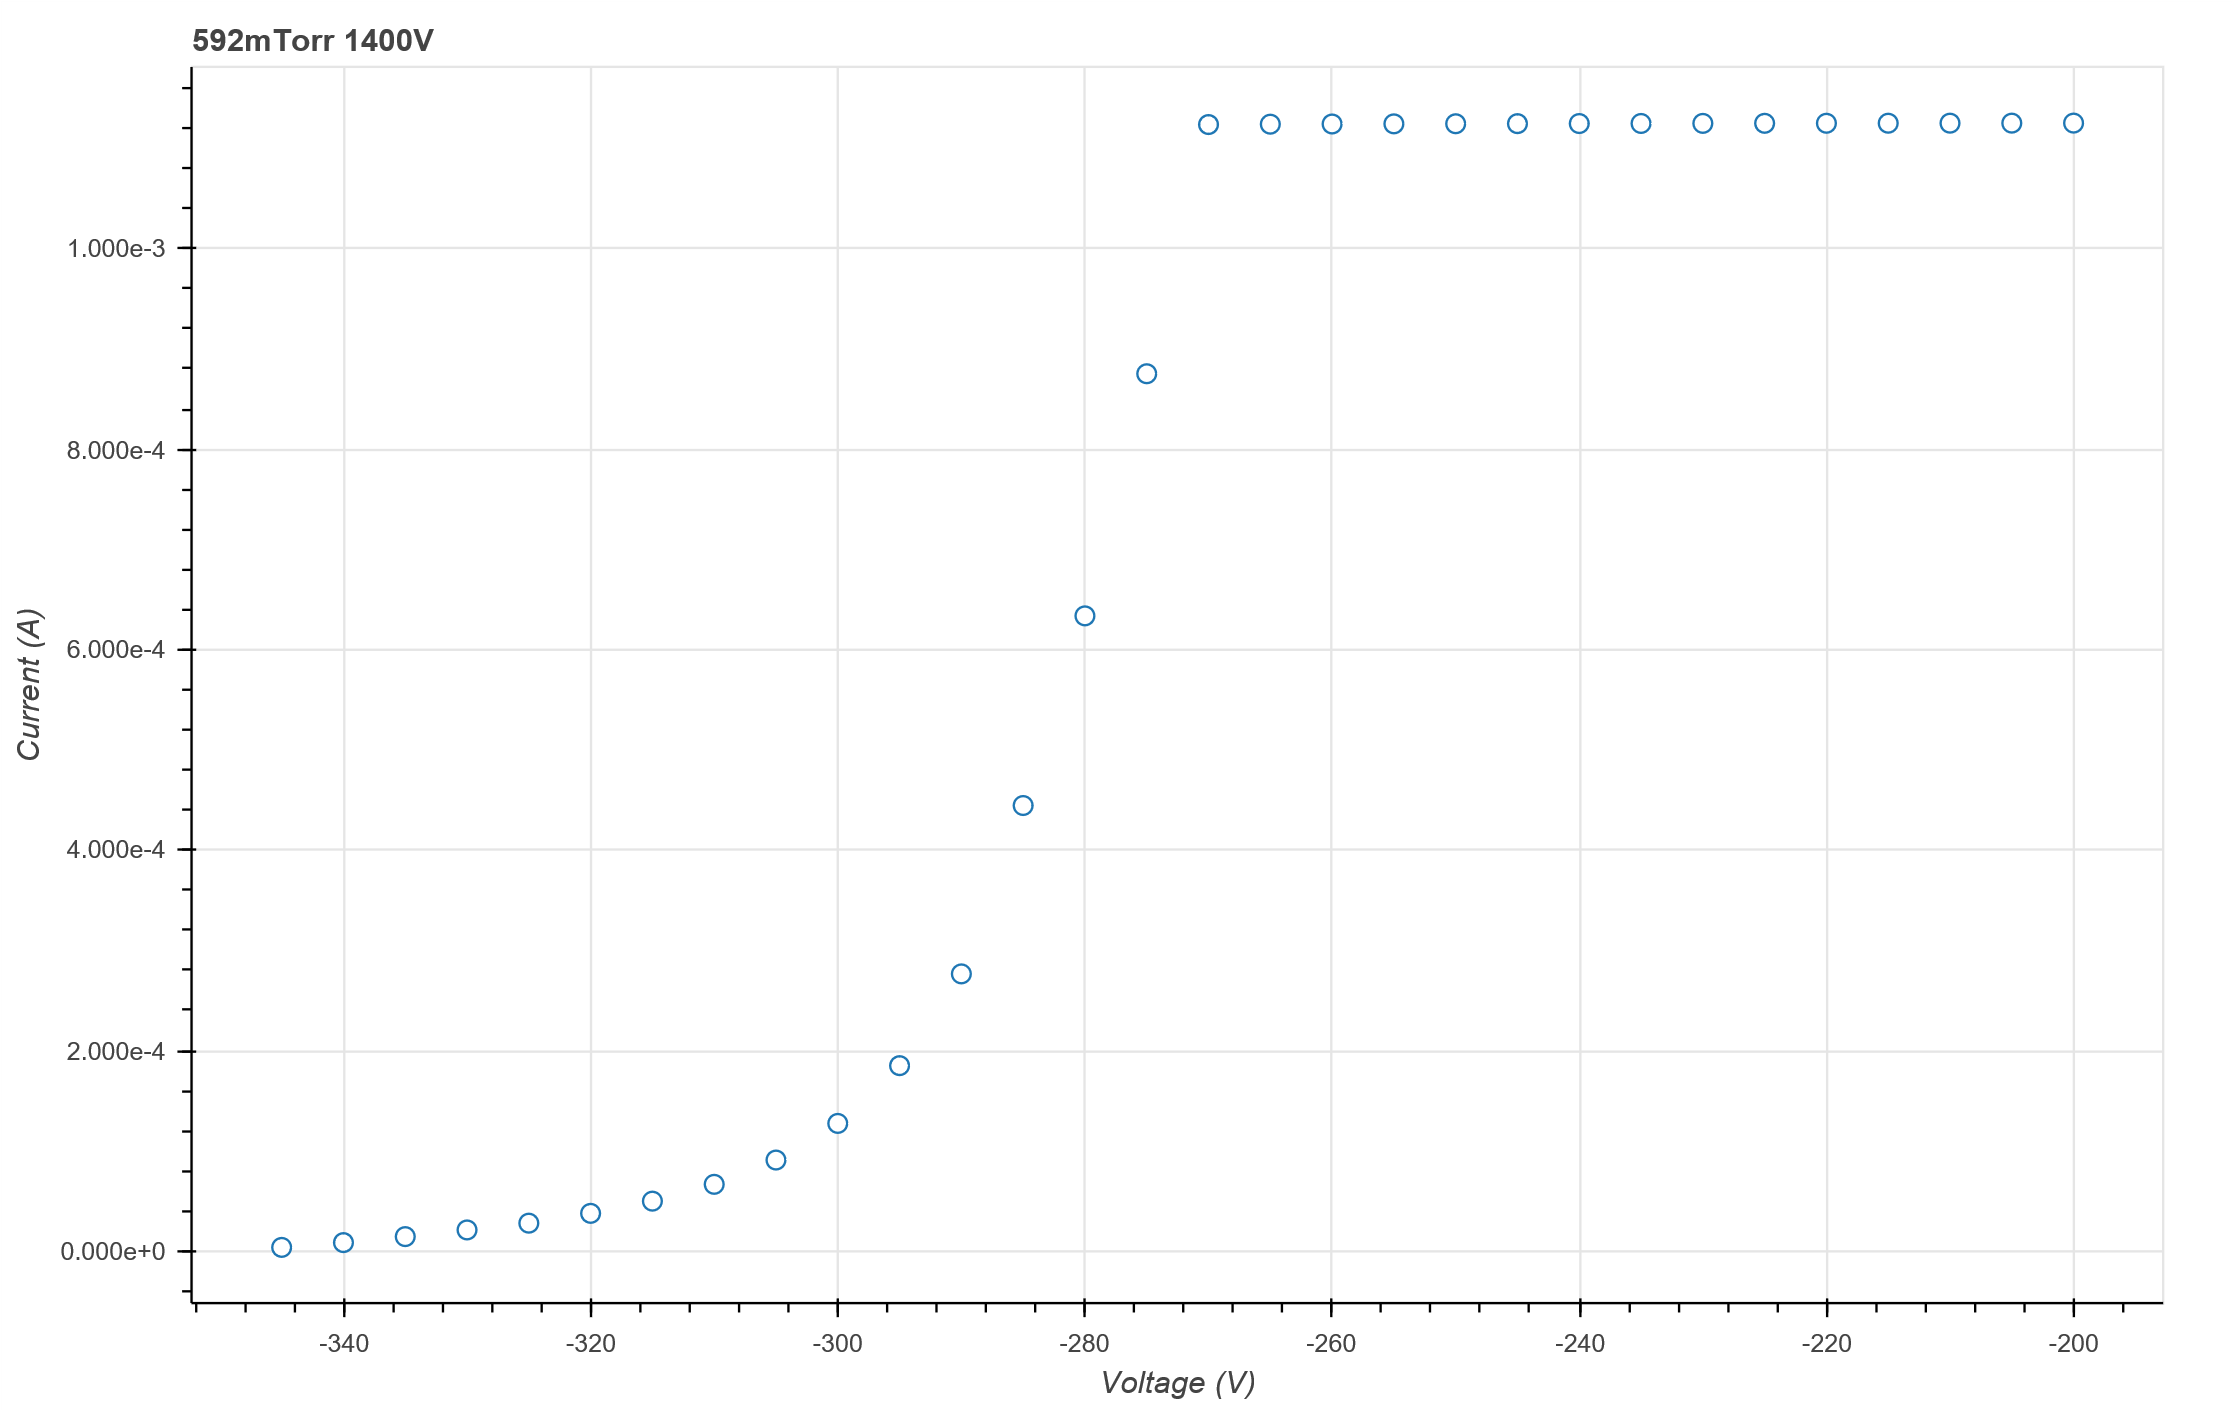 592mTorr 1400V
1.000e-3
8.000e-4
6.000e-4
4.000e-4
2.000e-4
0.000e+0
Current (A)
-340
-320
-300
-280
-260
-240
-220
-200
Voltage (V)